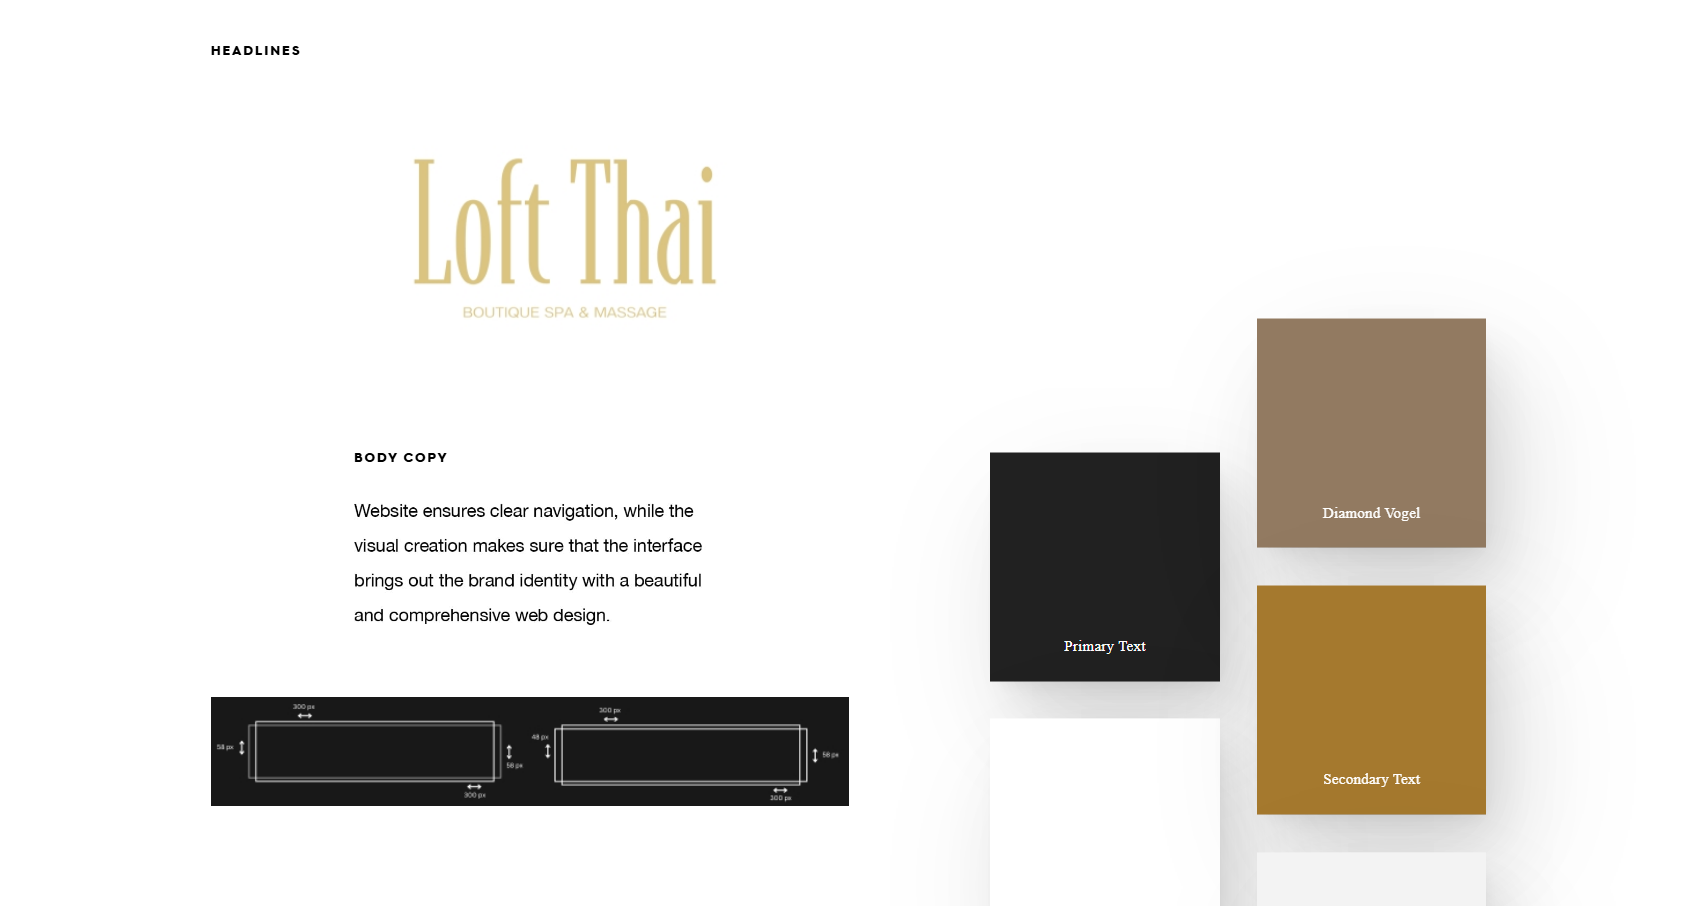 HEADLINES
Loft Thai
BOUTIQUE SPA & MASSAGE
BODY COPY
Website ensures clear navigation, while the
visual creation makes sure that the interface
brings out the brand identity with a beautiful
and comprehensive web design.
300 px
58 px
58 px
300 px
300 px
48 px
56 px
300 px
Diamond Vogel
Primary Text
Secondary Text